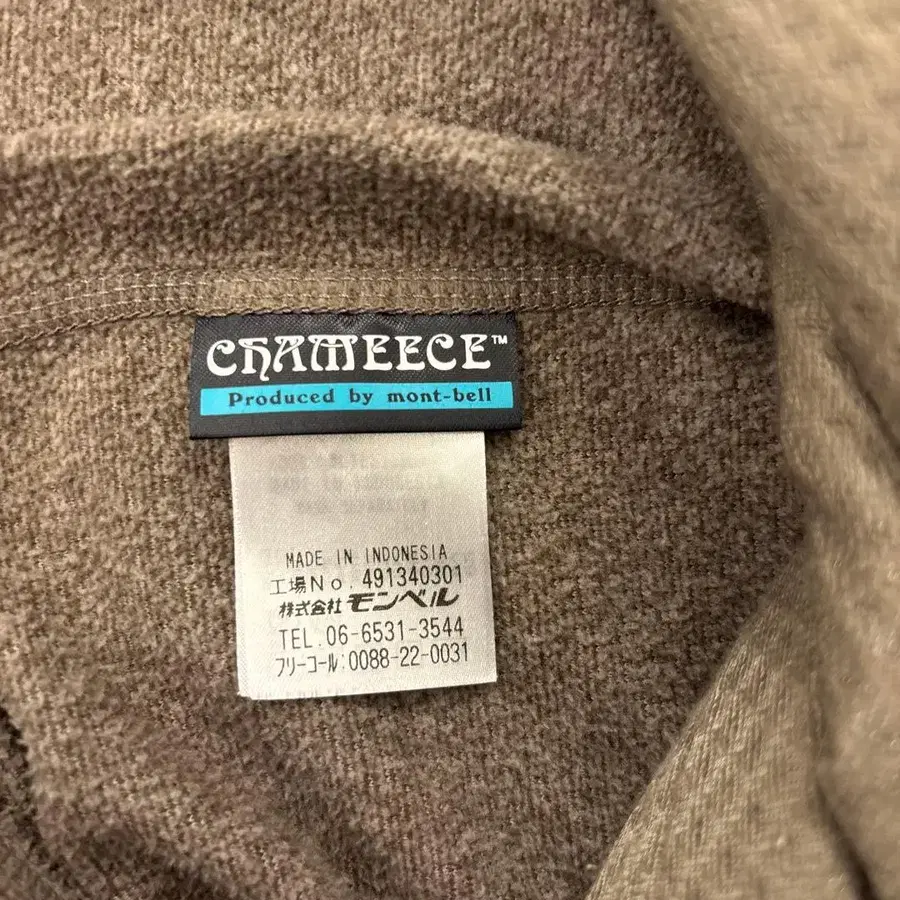 CHAMEECE™
Produced by mont-bell
MADE IN INDONESIA
工場No. 491340301
株式会社モンベル
TEL.06-6531-3544
フリーコール:0088-22-0031